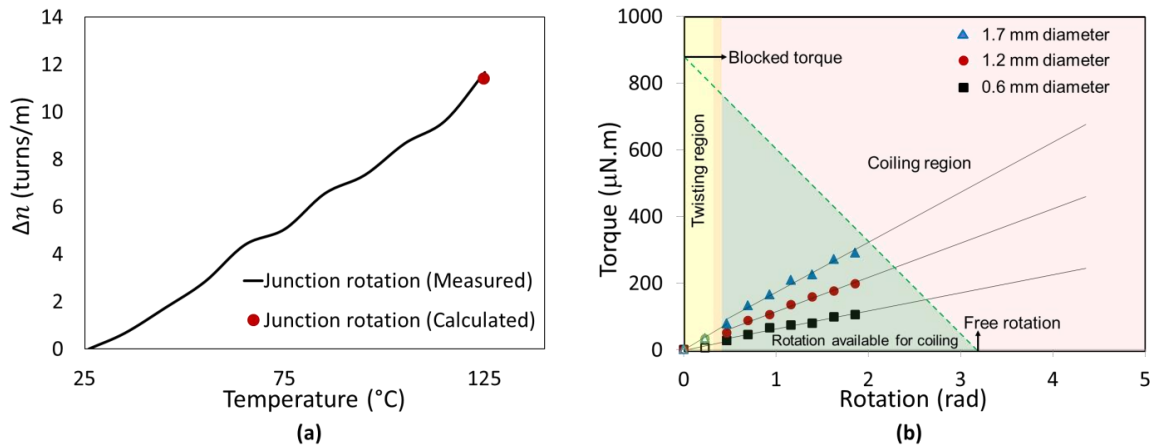 14
12
10
8
6
4
2
0
Δn (turns/m)
Junction rotation (Measured)
Junction rotation (Calculated)
25
75
125
Temperature (°C)
(a)
1000
800
600
400
200
0
Torque (μN.m)
1.7 mm diameter
1.2 mm diameter
0.6 mm diameter
Blocked torque
Twisting region
Coiling region
Free rotation
Rotation available for coiling
0
1
2
3
4
5
Rotation (rad)
(b)